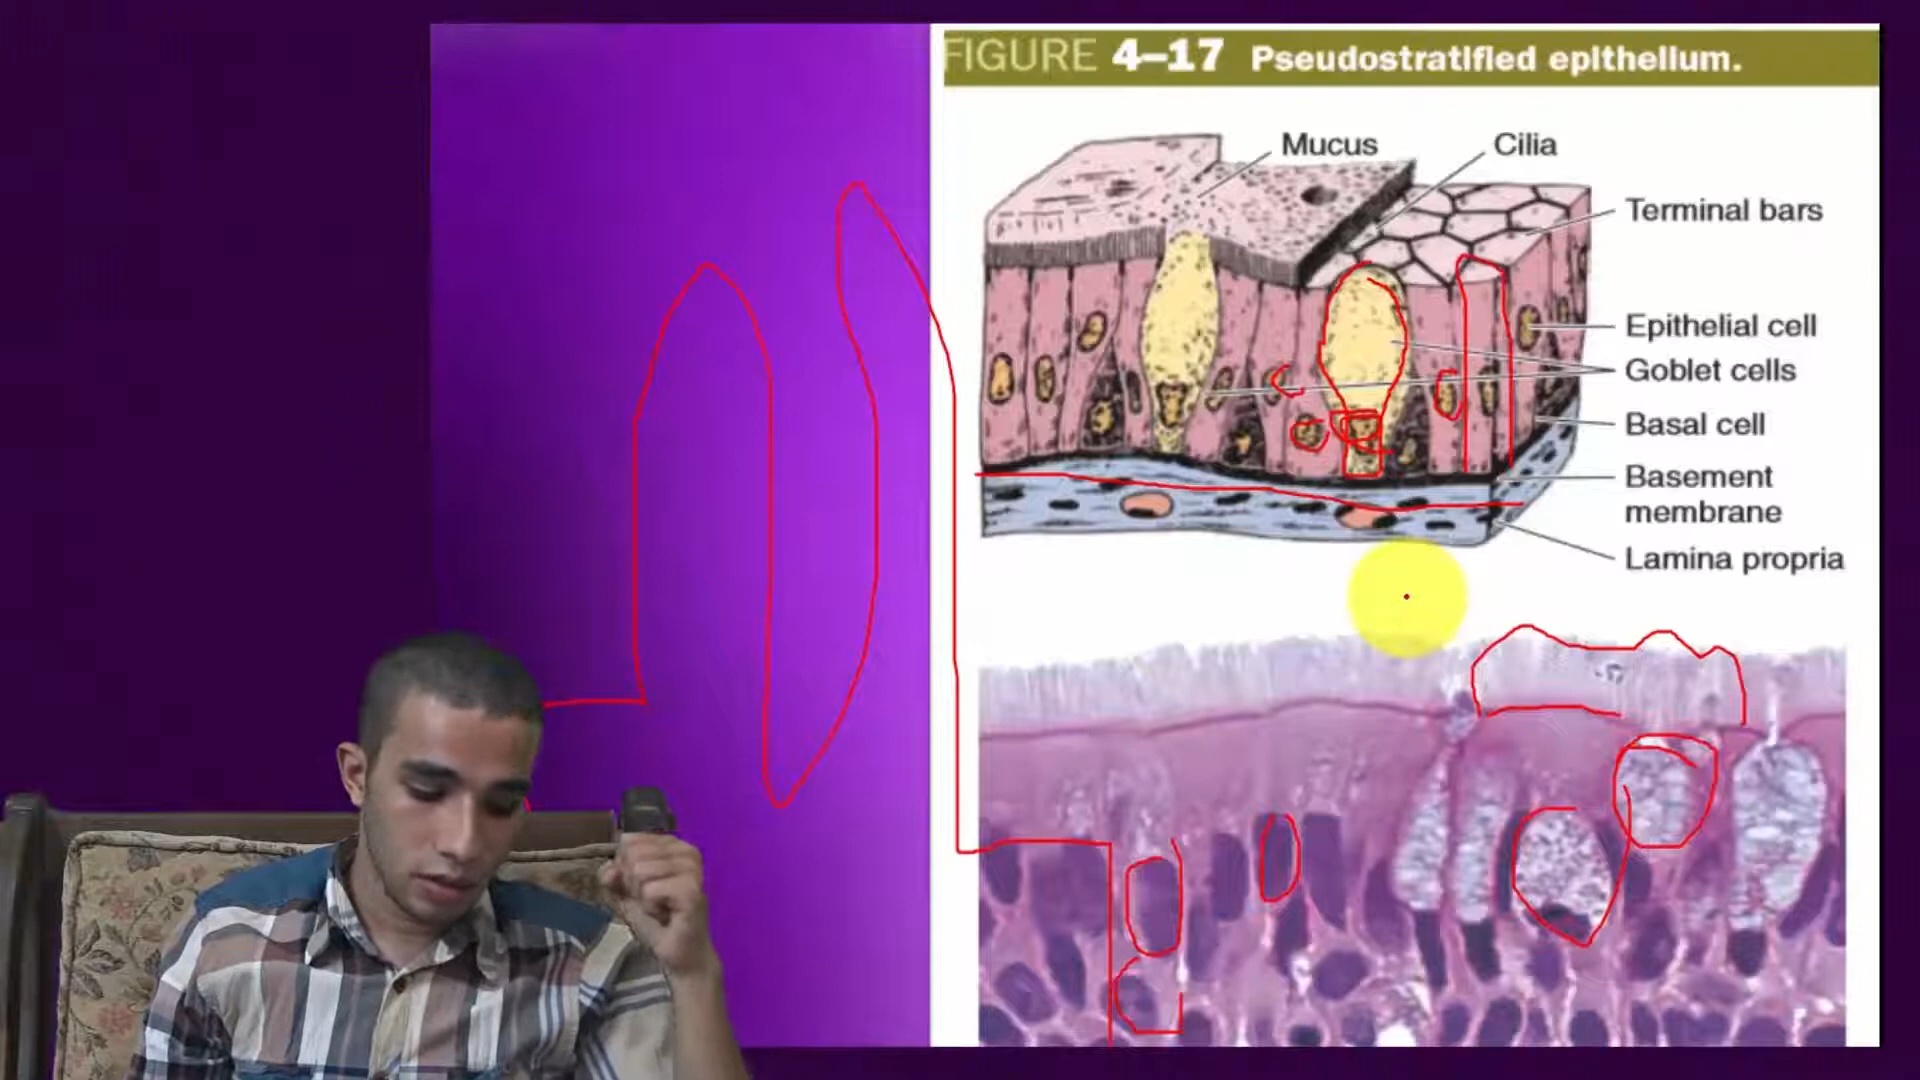 FIGURE 4–17 Pseudostratified epithelium.
Mucus
Cilia
Terminal bars
Epithelial cell
Goblet cells
Basal cell
Basement
membrane
Lamina propria